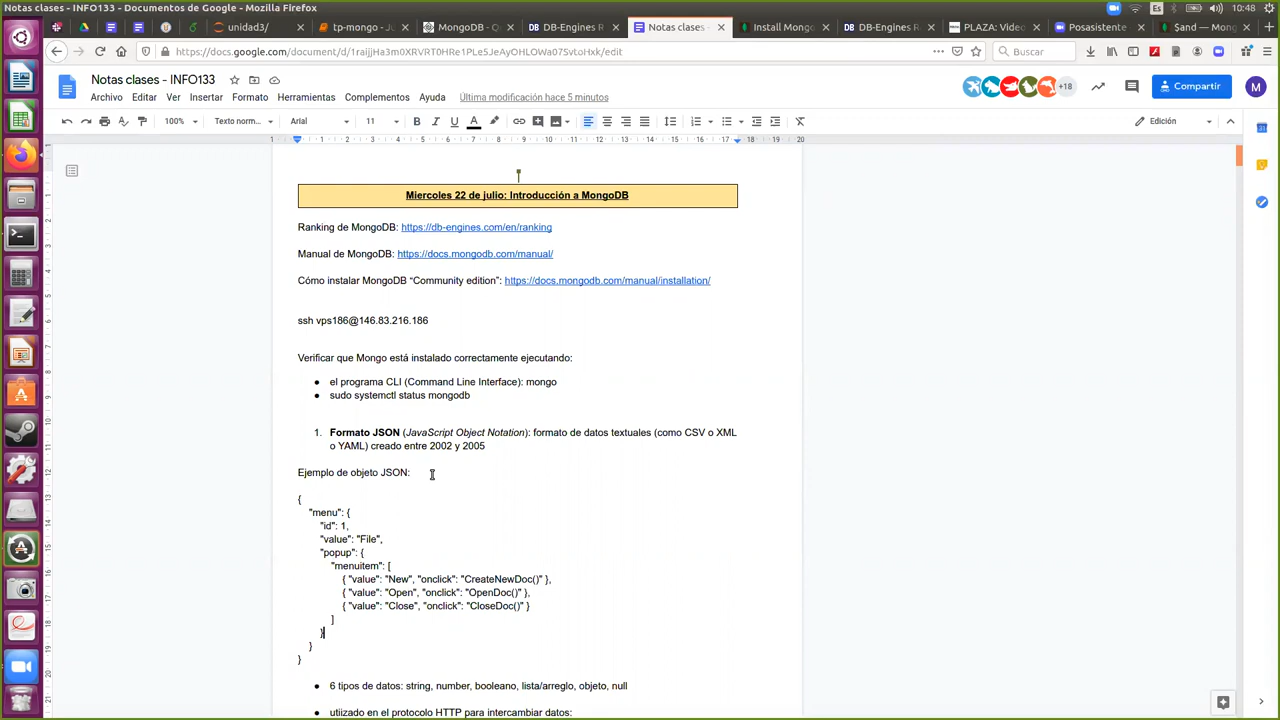 Notas clases - INFO133 - Documentos de Google - Mozilla Firefox
Es
10:48
unidad3/
tp-mongo - Ju
MongoDB - Qu
DB-Engines R
Notas clases -
Install Mongo
DB-Engines Ra
PLAZA: Video
Posasistente
$and — Mong
https://docs.google.com/document/d/1raijjHa3m0XRVRT0HRe1PLe5JeAyOHLOWa07SvtoHxk/edit
Buscar
Notas clases - INFO133
+18
Compartir
M
Archivo Editar Ver Insertar Formato Herramientas Complementos Ayuda Última modificación hace 5 minutos
100% Texto norm... Arial 11 Edición
Miercoles 22 de julio: Introducción a MongoDB
Ranking de MongoDB: https://db-engines.com/en/ranking
Manual de MongoDB: https://docs.mongodb.com/manual/
Cómo instalar MongoDB “Community edition”: https://docs.mongodb.com/manual/installation/
ssh vps186@146.83.216.186
Verificar que Mongo está instalado correctamente ejecutando:
● el programa CLI (Command Line Interface): mongo
● sudo systemctl status mongodb
1. Formato JSON (JavaScript Object Notation): formato de datos textuales (como CSV o XML
o YAML) creado entre 2002 y 2005
Ejemplo de objeto JSON:
{
"menu": {
"id": 1,
"value": "File",
"popup": {
"menuitem": [
{ "value": "New", "onclick": "CreateNewDoc()" },
{ "value": "Open", "onclick": "OpenDoc()" },
{ "value": "Close", "onclick": "CloseDoc()" }
]
}
}
}
● 6 tipos de datos: string, number, booleano, lista/arreglo, objeto, null
● utiizado en el protocolo HTTP para intercambiar datos: